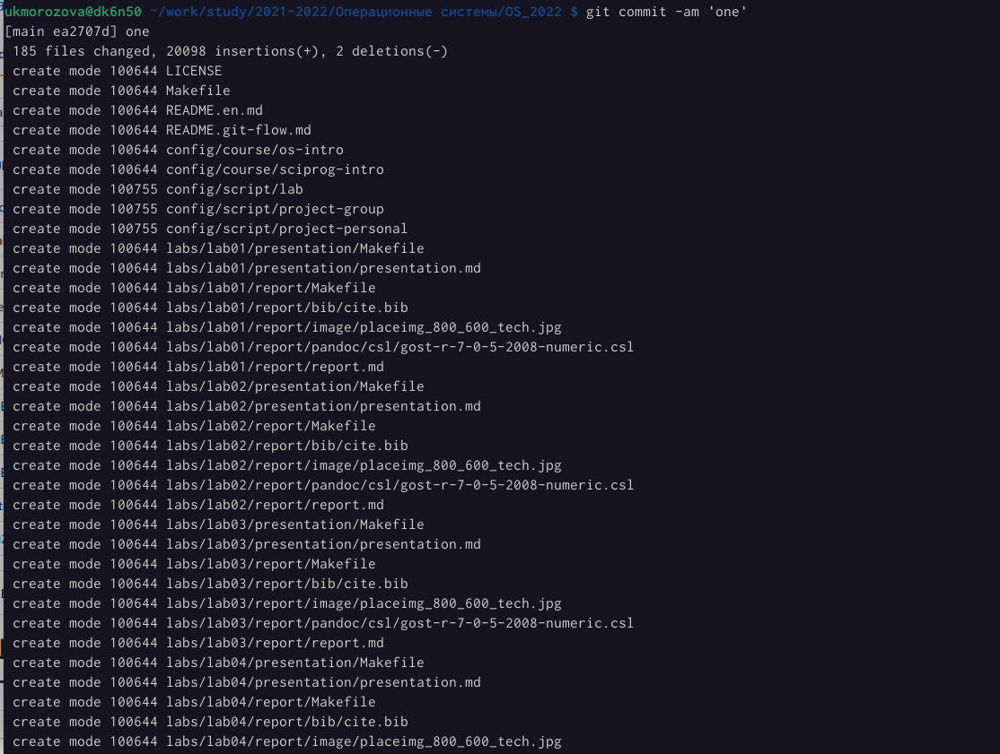 ukmorozova@dk6n50 ~/work/study/2021-2022/Операционные системы/OS_2022 $ git commit -am 'one'
[main ea2707d] one
185 files changed, 20098 insertions(+), 2 deletions(-)
create mode 100644 LICENSE
create mode 100644 Makefile
create mode 100644 README.en.md
create mode 100644 README.git-flow.md
create mode 100644 config/course/os-intro
create mode 100644 config/course/sciprog-intro
create mode 100755 config/script/lab
create mode 100755 config/script/project-group
create mode 100755 config/script/project-personal
create mode 100644 labs/lab01/presentation/Makefile
create mode 100644 labs/lab01/presentation/presentation.md
create mode 100644 labs/lab01/report/Makefile
create mode 100644 labs/lab01/report/bib/cite.bib
create mode 100644 labs/lab01/report/image/placeimg_800_600_tech.jpg
create mode 100644 labs/lab01/report/pandoc/csl/gost-r-7-0-5-2008-numeric.csl
create mode 100644 labs/lab01/report/report.md
create mode 100644 labs/lab02/presentation/Makefile
create mode 100644 labs/lab02/presentation/presentation.md
create mode 100644 labs/lab02/report/Makefile
create mode 100644 labs/lab02/report/bib/cite.bib
create mode 100644 labs/lab02/report/image/placeimg_800_600_tech.jpg
create mode 100644 labs/lab02/report/pandoc/csl/gost-r-7-0-5-2008-numeric.csl
create mode 100644 labs/lab02/report/report.md
create mode 100644 labs/lab03/presentation/Makefile
create mode 100644 labs/lab03/presentation/presentation.md
create mode 100644 labs/lab03/report/Makefile
create mode 100644 labs/lab03/report/bib/cite.bib
create mode 100644 labs/lab03/report/image/placeimg_800_600_tech.jpg
create mode 100644 labs/lab03/report/pandoc/csl/gost-r-7-0-5-2008-numeric.csl
create mode 100644 labs/lab03/report/report.md
create mode 100644 labs/lab04/presentation/Makefile
create mode 100644 labs/lab04/presentation/presentation.md
create mode 100644 labs/lab04/report/Makefile
create mode 100644 labs/lab04/report/bib/cite.bib
create mode 100644 labs/lab04/report/image/placeimg_800_600_tech.jpg